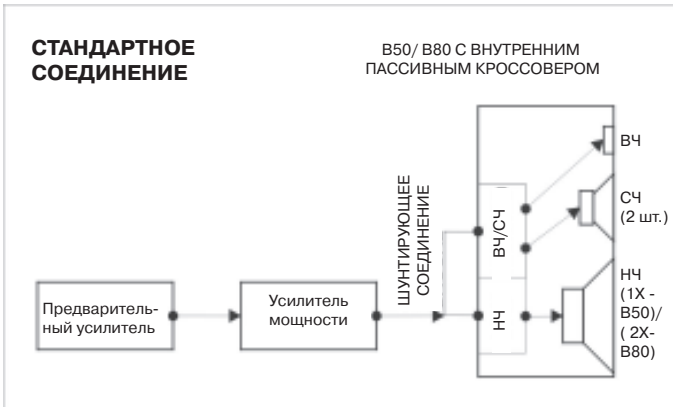 СТАНДАРТНОЕ
СОЕДИНЕНИЕ
B50/ B80 С ВНУТРЕННИМ
ПАССИВНЫМ КРОССОВЕРОМ
ВЧ
СЧ
(2 шт.)
НЧ
(1X -
B50)/
( 2X-
B80)
ШУНТИРУЮЩЕЕ
СОЕДИНЕНИЕ
ВЧ/СЧ
НЧ
Предваритель-
ный усилитель
Усилитель
мощности